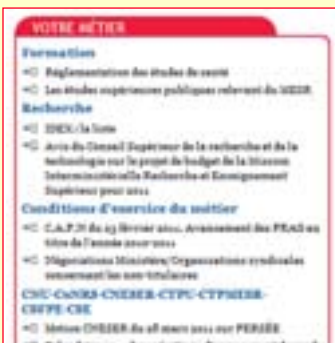 VOTRE MÉTIER
Formation
Réglementation des études de santé
Les études supérieures publiques relevant du MESR
Recherche
IDEX : la liste
Avis du Conseil Supérieur de la recherche et de la
technologie sur le projet de budget de la Mission
Interministérielle Recherche et Enseignement
Supérieur pour 2011
Conditions d'exercice du métier
C.A.P.N du 23 février 2011. Avancement des PRAG au
titre de l'année 2010-2011
Négociations Ministère/Organisations syndicales
concernant les non-titulaires
CNU-CoNRS-CNESER-CTPU-CTPMESR-
Motion CNESER du 28 mars 2011 sur PERSÉE